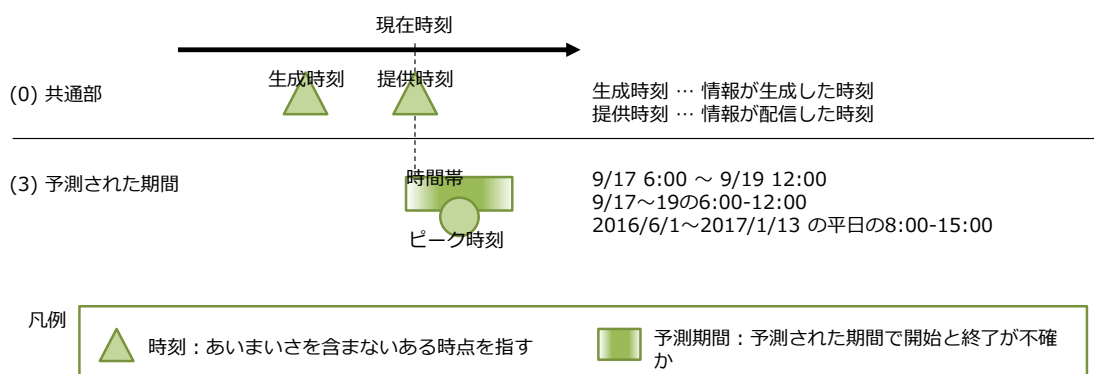 現在時刻
生成時刻 提供時刻
(0) 共通部
生成時刻 … 情報が生成した時刻
提供時刻 … 情報が配信した時刻
(3) 予測された期間
時間帯
ピーク時刻
9/17 6:00 ～ 9/19 12:00
9/17～19の6:00-12:00
2016/6/1～2017/1/13 の平日の8:00-15:00
凡例
時刻：あいまいさを含まないある時点を指す
予測期間：予測された期間で開始と終了が不確
か